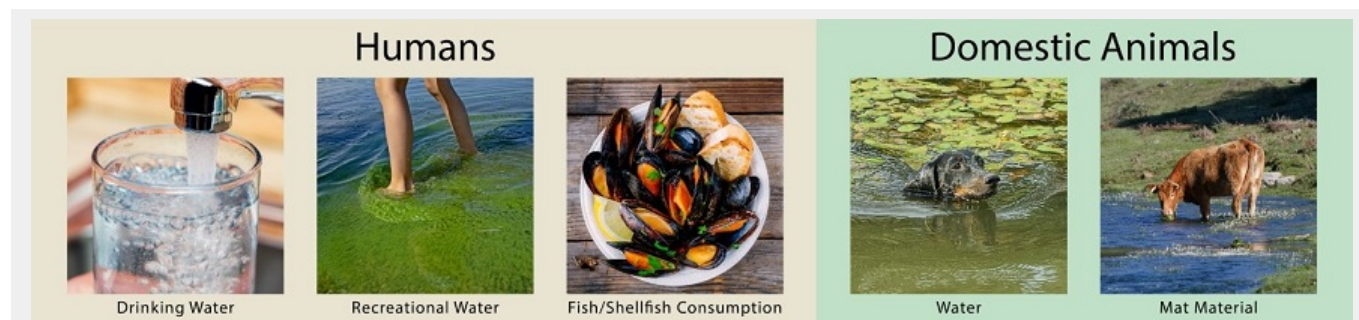 Humans
Domestic Animals
Drinking Water
Recreational Water
Fish/Shellfish Consumption
Water
Mat Material